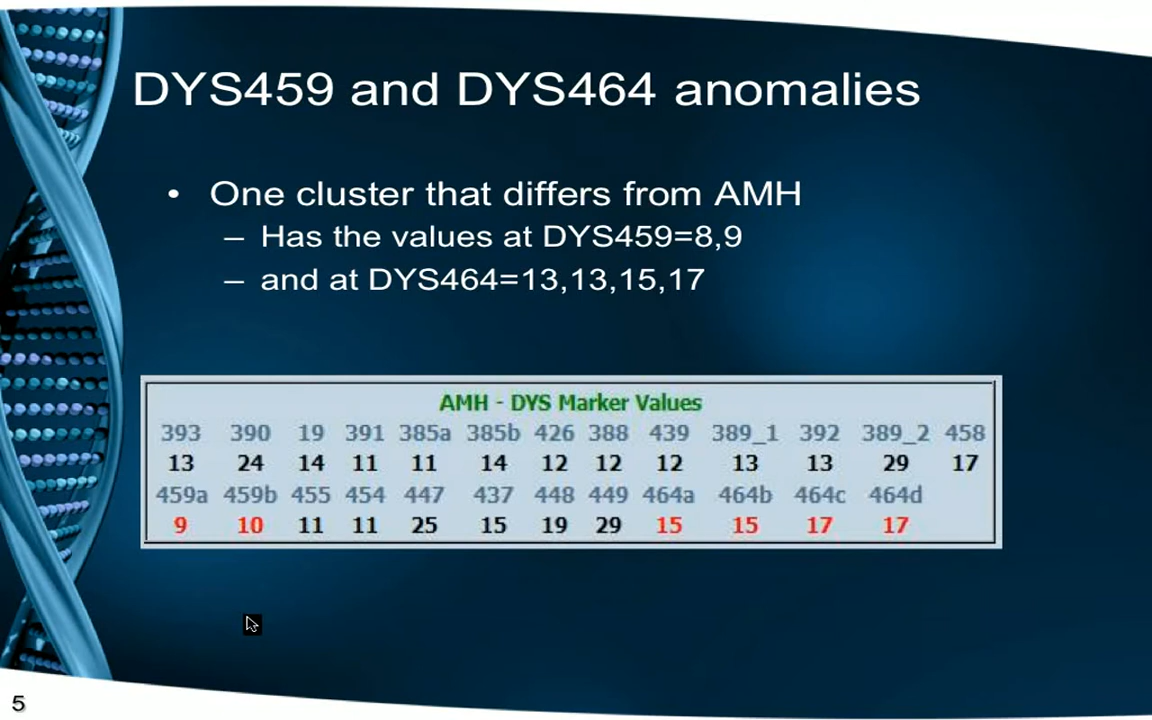 DYS459 and DYS464 anomalies
• One cluster that differs from AMH
– Has the values at DYS459=8,9
– and at DYS464=13,13,15,17
AMH - DYS Marker Values
393 390 19 391 385a 385b 426 388 439 389_1 392 389_2 458
13 24 14 11 11 14 12 12 12 13 13 29 17
459a 459b 455 454 447 437 448 449 464a 464b 464c 464d
9 10 11 11 25 15 19 29 15 15 17 17
5